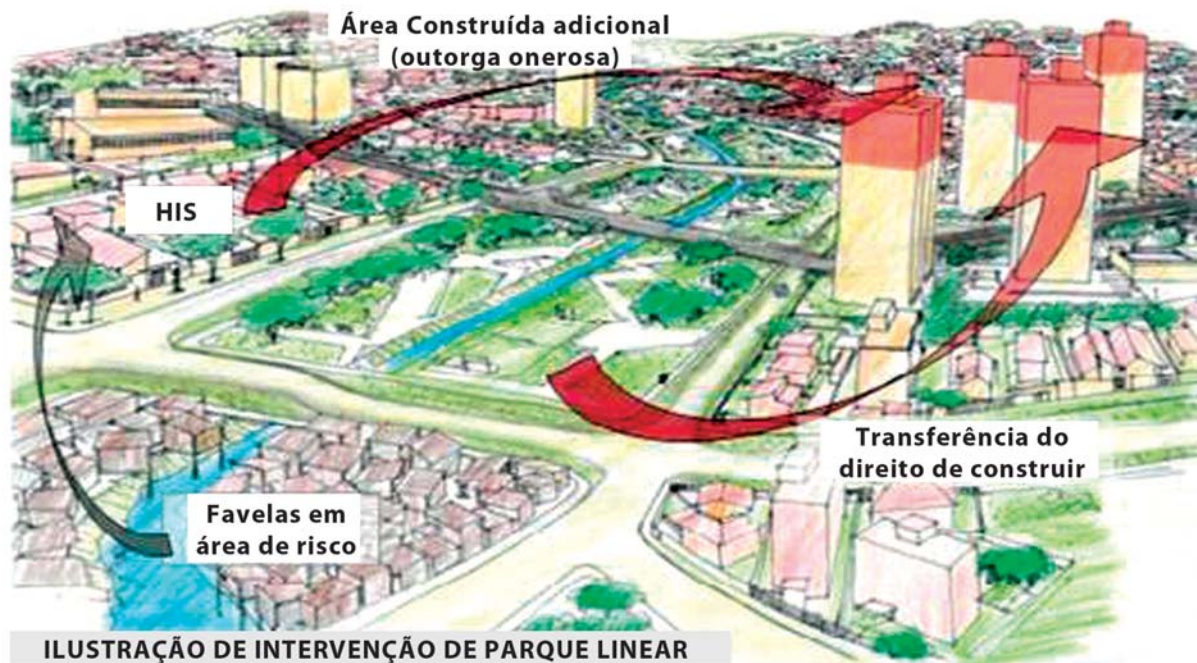 Área Construída adicional
(outorga onerosa)
HIS
Transferência do
direito de construir
Favelas em
área de risco
ILUSTRAÇÃO DE INTERVENÇÃO DE PARQUE LINEAR